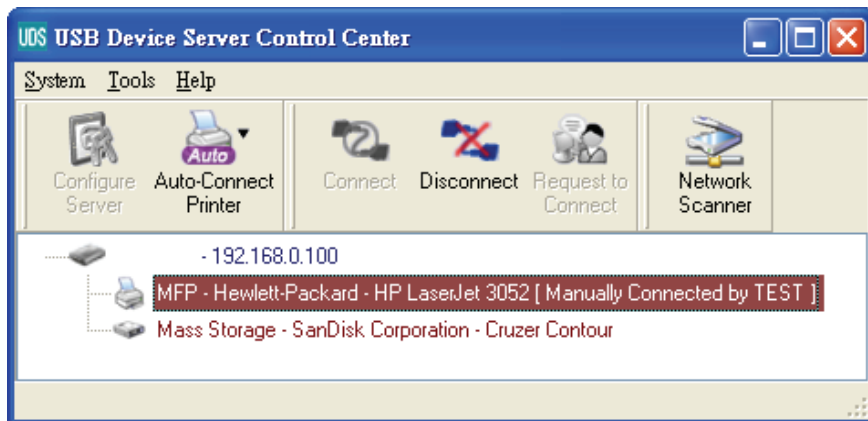 UDS USB Device Server Control Center
System Tools Help
Auto
Configure Server
Auto-Connect Printer
Connect
Disconnect
Request to Connect
Network Scanner
- 192.168.0.100
MFP - Hewlett-Packard - HP LaserJet 3052 [ Manually Connected by TEST ]
Mass Storage - SanDisk Corporation - Cruzer Contour